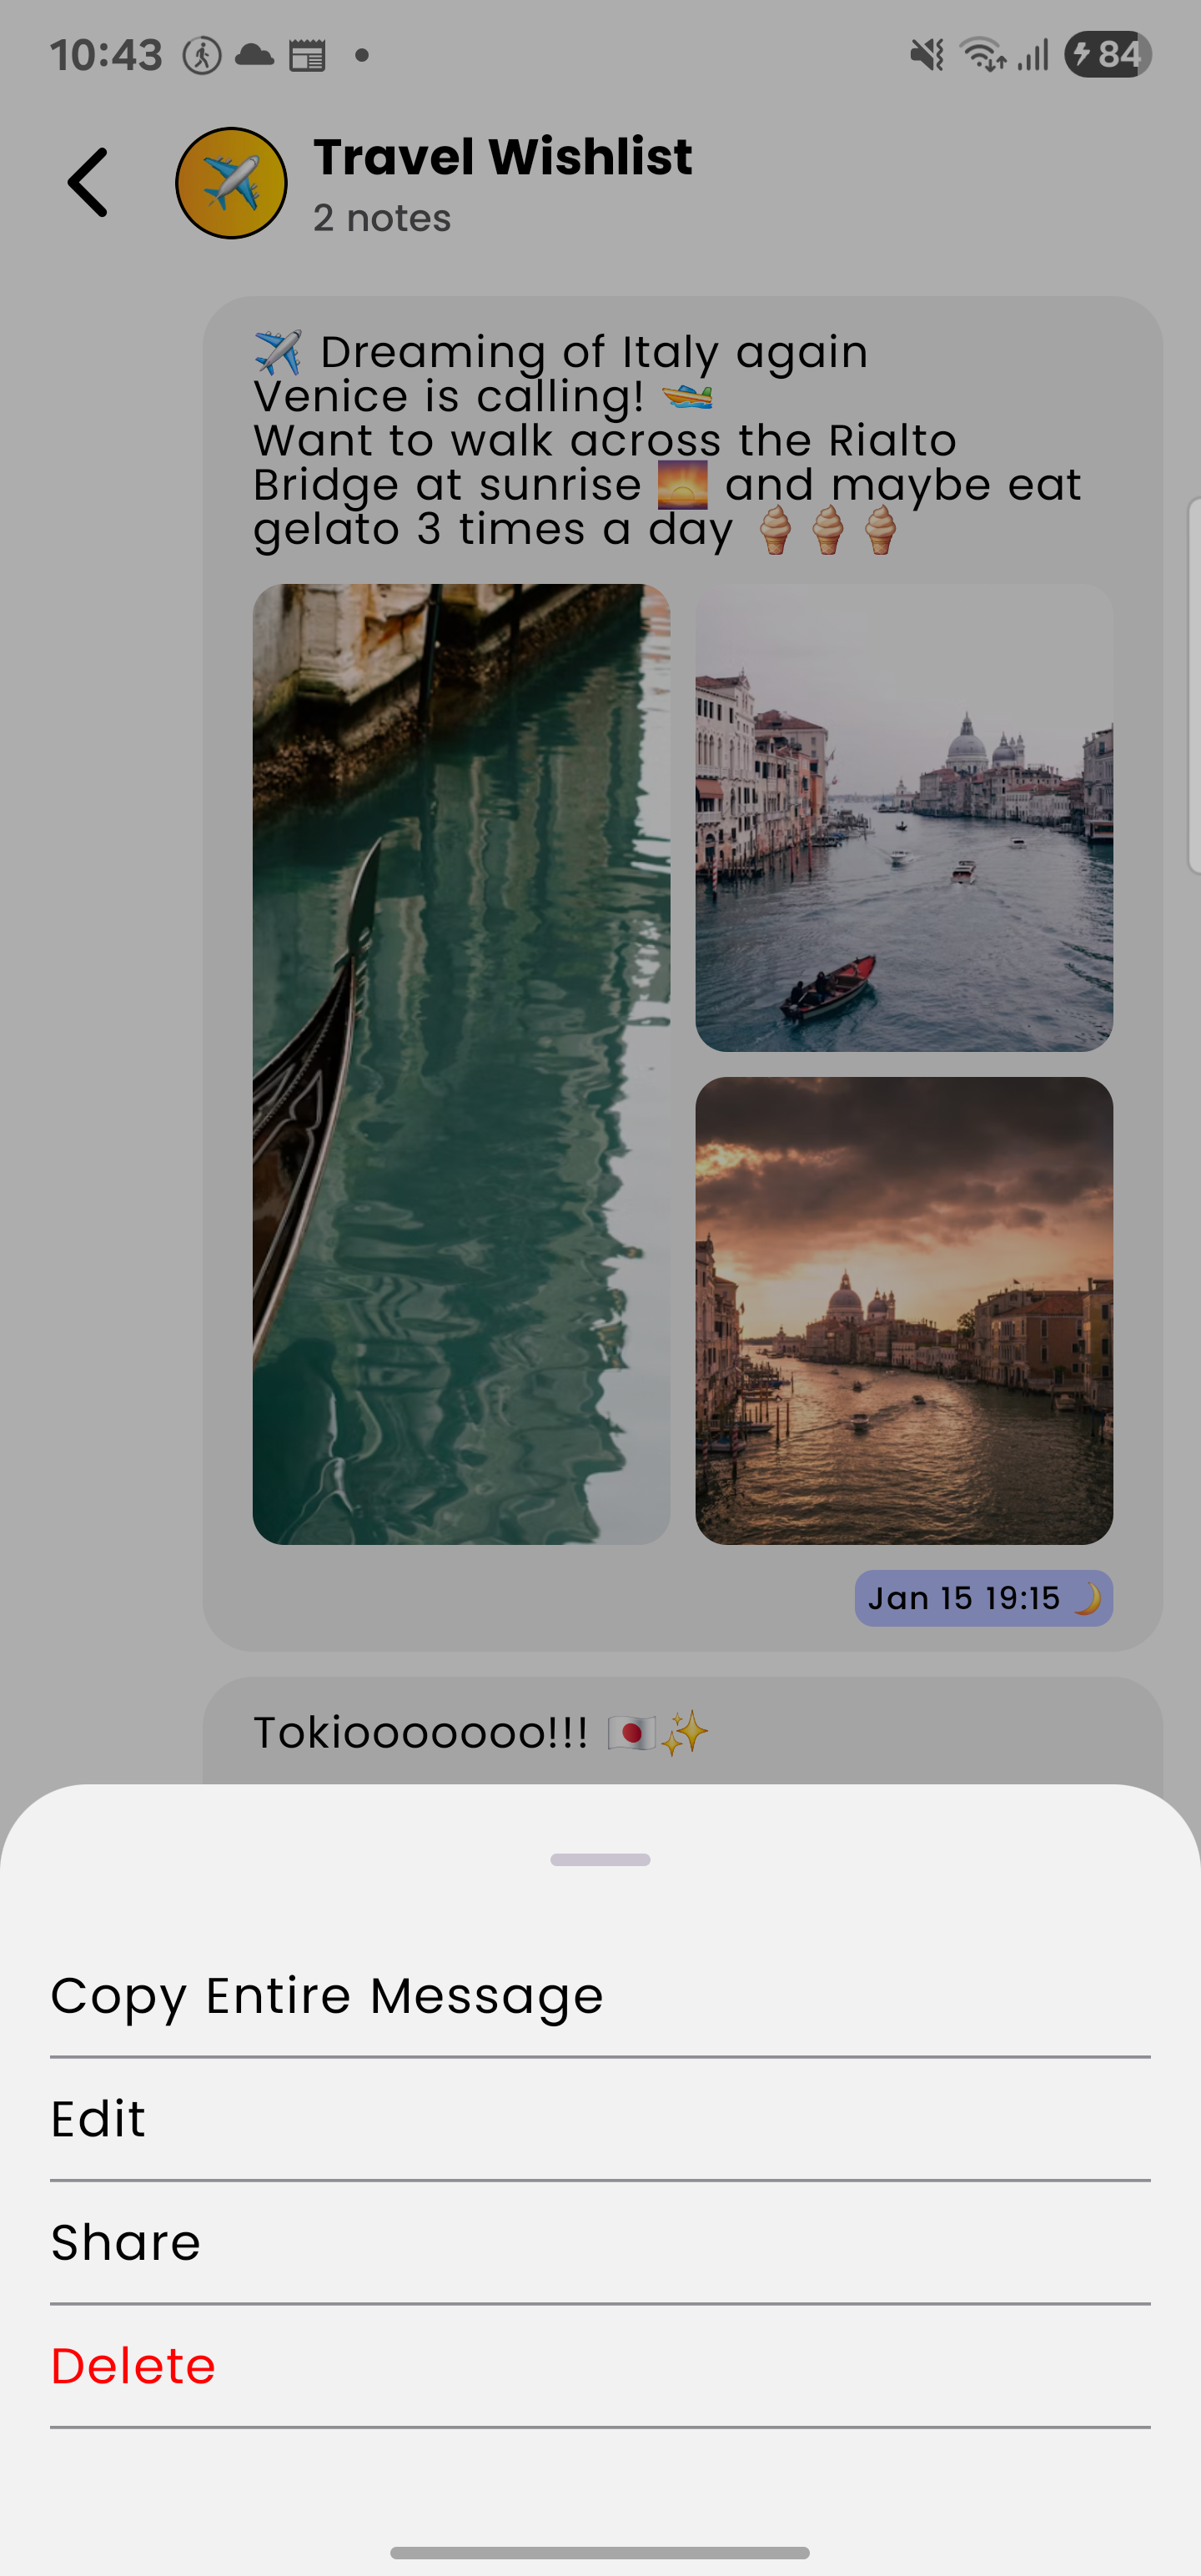 10:43
84
Travel Wishlist
2 notes
✈️ Dreaming of Italy again
Venice is calling! 🚤
Want to walk across the Rialto
Bridge at sunrise 🌅 and maybe eat
gelato 3 times a day 🍦🍦🍦
Jan 15 19:15 🌙
Tokioooooooo!!! 🇯🇵✨
Copy Entire Message
Edit
Share
Delete